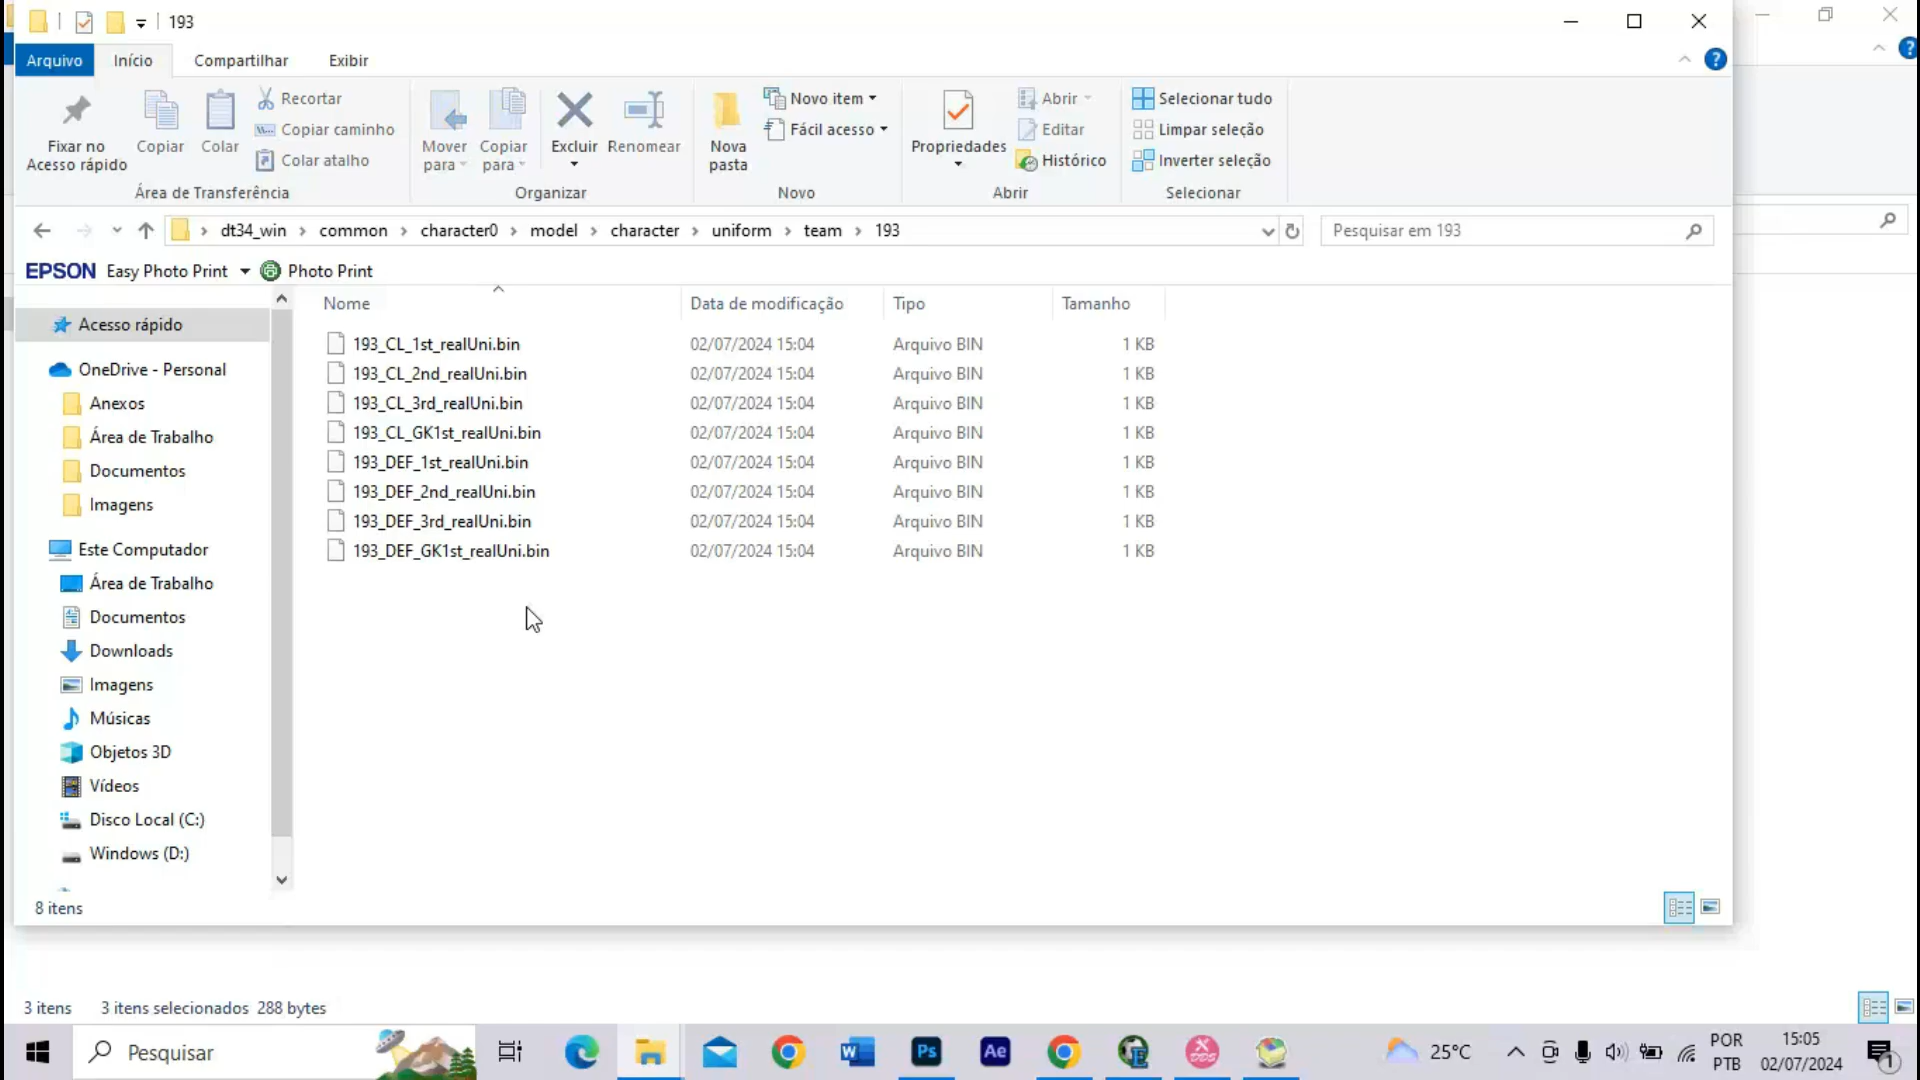 193
Arquivo
Início
Compartilhar
Exibir
Fixar no
Acesso rápido
Copiar
Colar
Recortar
Copiar caminho
Colar atalho
Área de Transferência
Mover
para
Copiar
para
Excluir
Renomear
Organizar
Nova
pasta
Novo item
Fácil acesso
Novo
Propriedades
Abrir
Editar
Histórico
Abrir
Selecionar tudo
Limpar seleção
Inverter seleção
Selecionar
dt34_win › common › character0 › model › character › uniform › team › 193
Pesquisar em 193
EPSON Easy Photo Print Photo Print
Nome Data de modificação Tipo Tamanho
193_CL_1st_realUni.bin 02/07/2024 15:04 Arquivo BIN 1 KB
193_CL_2nd_realUni.bin 02/07/2024 15:04 Arquivo BIN 1 KB
193_CL_3rd_realUni.bin 02/07/2024 15:04 Arquivo BIN 1 KB
193_CL_GK1st_realUni.bin 02/07/2024 15:04 Arquivo BIN 1 KB
193_DEF_1st_realUni.bin 02/07/2024 15:04 Arquivo BIN 1 KB
193_DEF_2nd_realUni.bin 02/07/2024 15:04 Arquivo BIN 1 KB
193_DEF_3rd_realUni.bin 02/07/2024 15:04 Arquivo BIN 1 KB
193_DEF_GK1st_realUni.bin 02/07/2024 15:04 Arquivo BIN 1 KB
Acesso rápido
OneDrive - Personal
Anexos
Área de Trabalho
Documentos
Imagens
Este Computador
Área de Trabalho
Documentos
Downloads
Imagens
Músicas
Objetos 3D
Vídeos
Disco Local (C:)
Windows (D:)
8 itens
3 itens 3 itens selecionados 288 bytes
Pesquisar
W
Ps
Ae
25°C
POR
PTB
15:05
02/07/2024
1